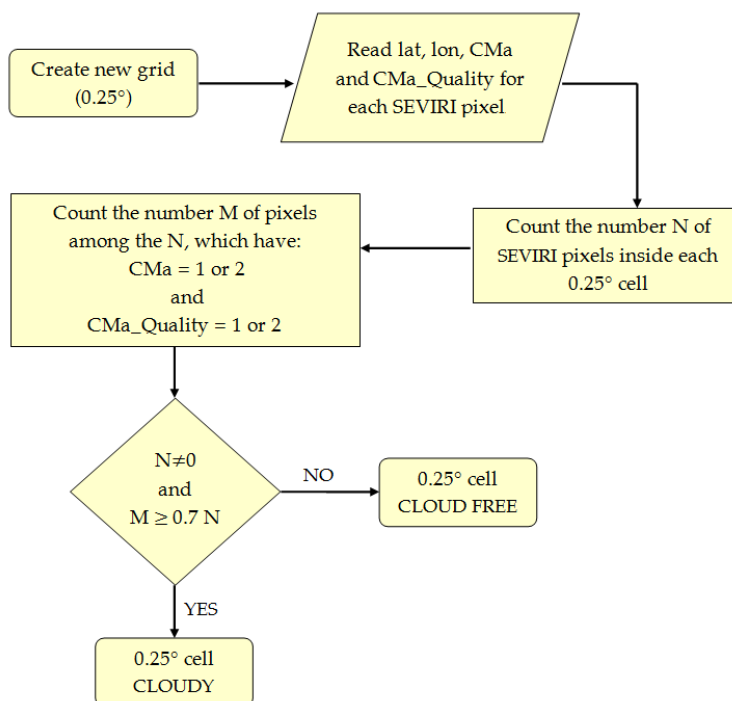 Create new grid
(0.25°)
Read lat, lon, CMa
and CMa_Quality for
each SEVIRI pixel
Count the number N of
SEVIRI pixels inside each
0.25° cell
Count the number M of pixels
among the N, which have:
CMa = 1 or 2
and
CMa_Quality = 1 or 2
N≠0
and
M ≥ 0.7 N
NO
0.25° cell
CLOUD FREE
YES
0.25° cell
CLOUDY